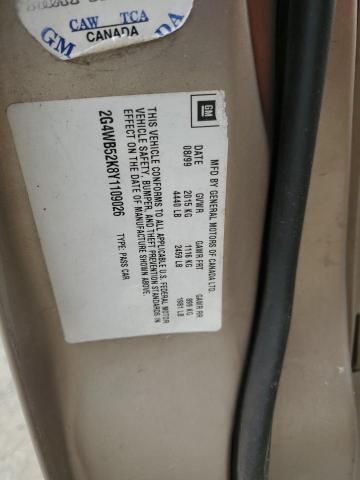 CAW TCA
CANADA
GM
CANADA
GM
MFD BY GENERAL MOTORS OF CANADA LTD.
DATE GVWR GAWR FRT GAWR RR
08/99 2015 KG 1116 KG 899 KG
4440 LB 2459 LB 1981 LB
THIS VEHICLE CONFORMS TO ALL APPLICABLE U.S. FEDERAL MOTOR
VEHICLE SAFETY, BUMPER, AND THEFT PREVENTION STANDARDS IN
EFFECT ON THE DATE OF MANUFACTURE SHOWN ABOVE.
2G4WB52K8Y1109026 TYPE: PASS CAR